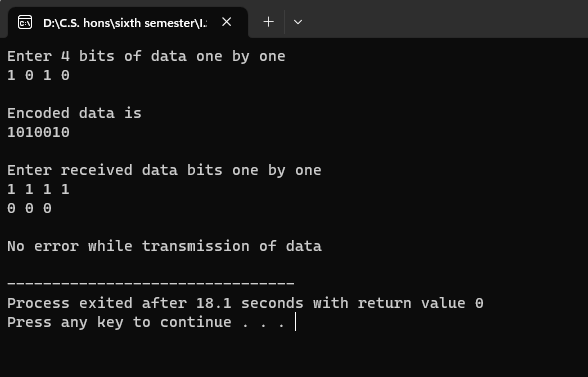 D:\C.S. hons\sixth semester\I.
Enter 4 bits of data one by one
1 0 1 0
Encoded data is
1010010
Enter received data bits one by one
1 1 1 1
0 0 0
No error while transmission of data
--------------------------------
Process exited after 18.1 seconds with return value 0
Press any key to continue . . .